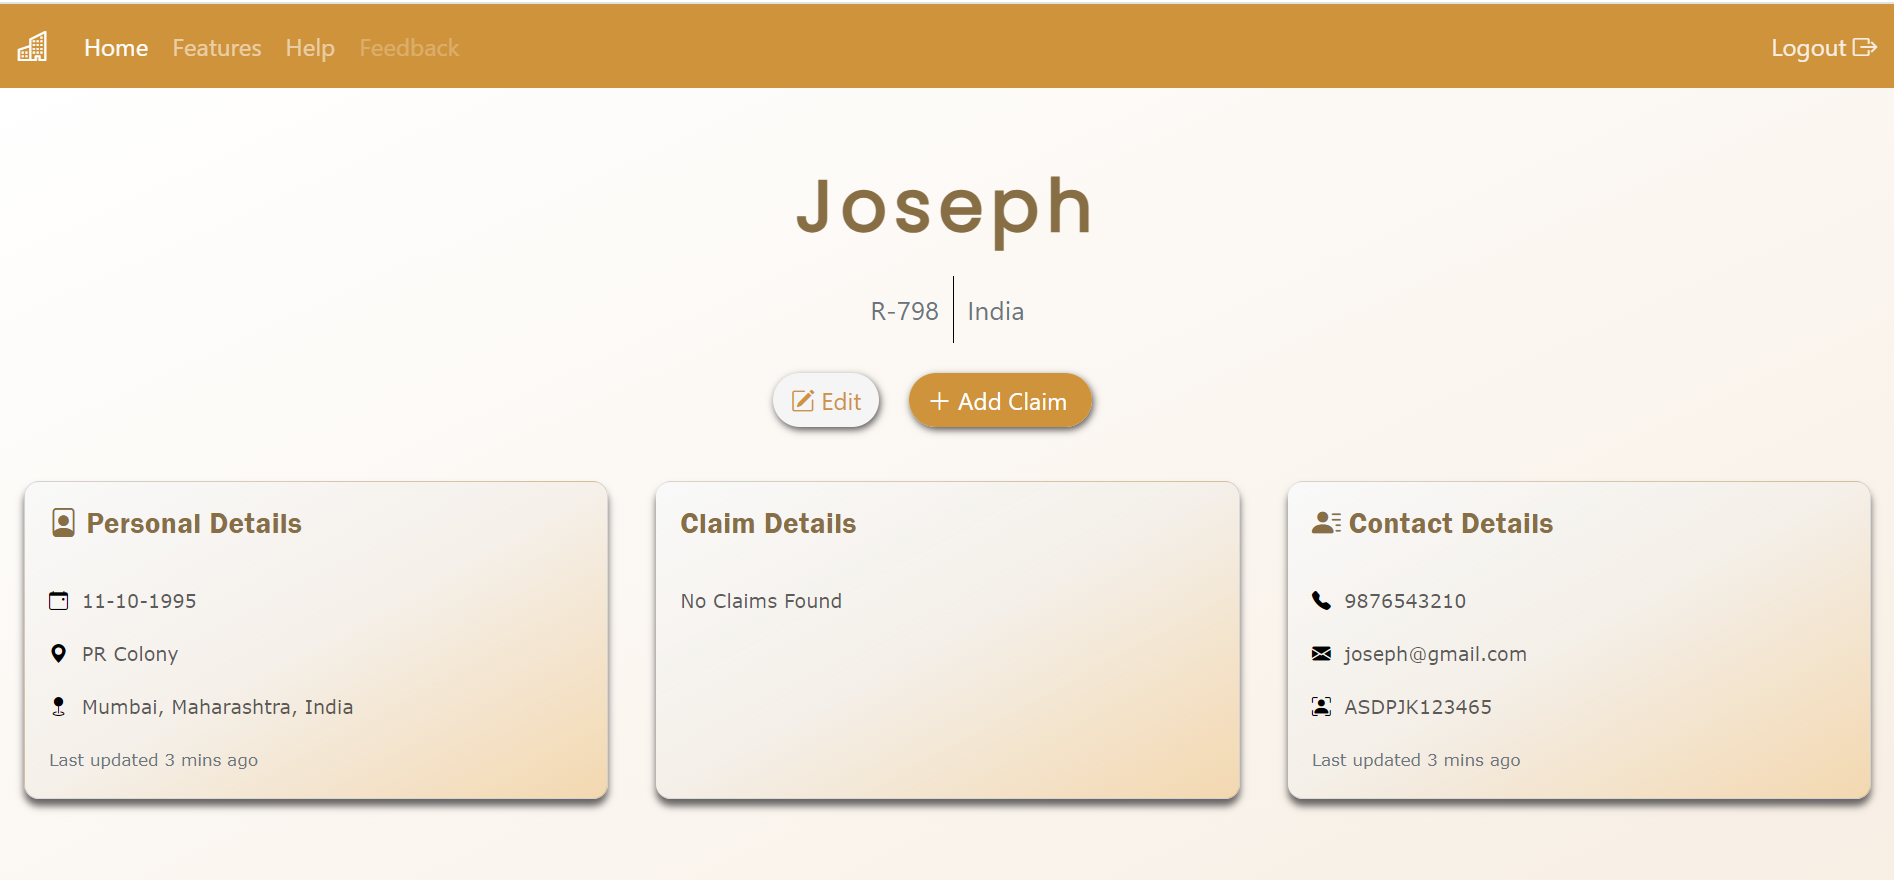 Home Features Help Feedback Logout
Joseph
R-798 India
Edit + Add Claim
Personal Details
11-10-1995
PR Colony
Mumbai, Maharashtra, India
Last updated 3 mins ago
Claim Details
No Claims Found
Contact Details
9876543210
joseph@gmail.com
ASDPJK123465
Last updated 3 mins ago